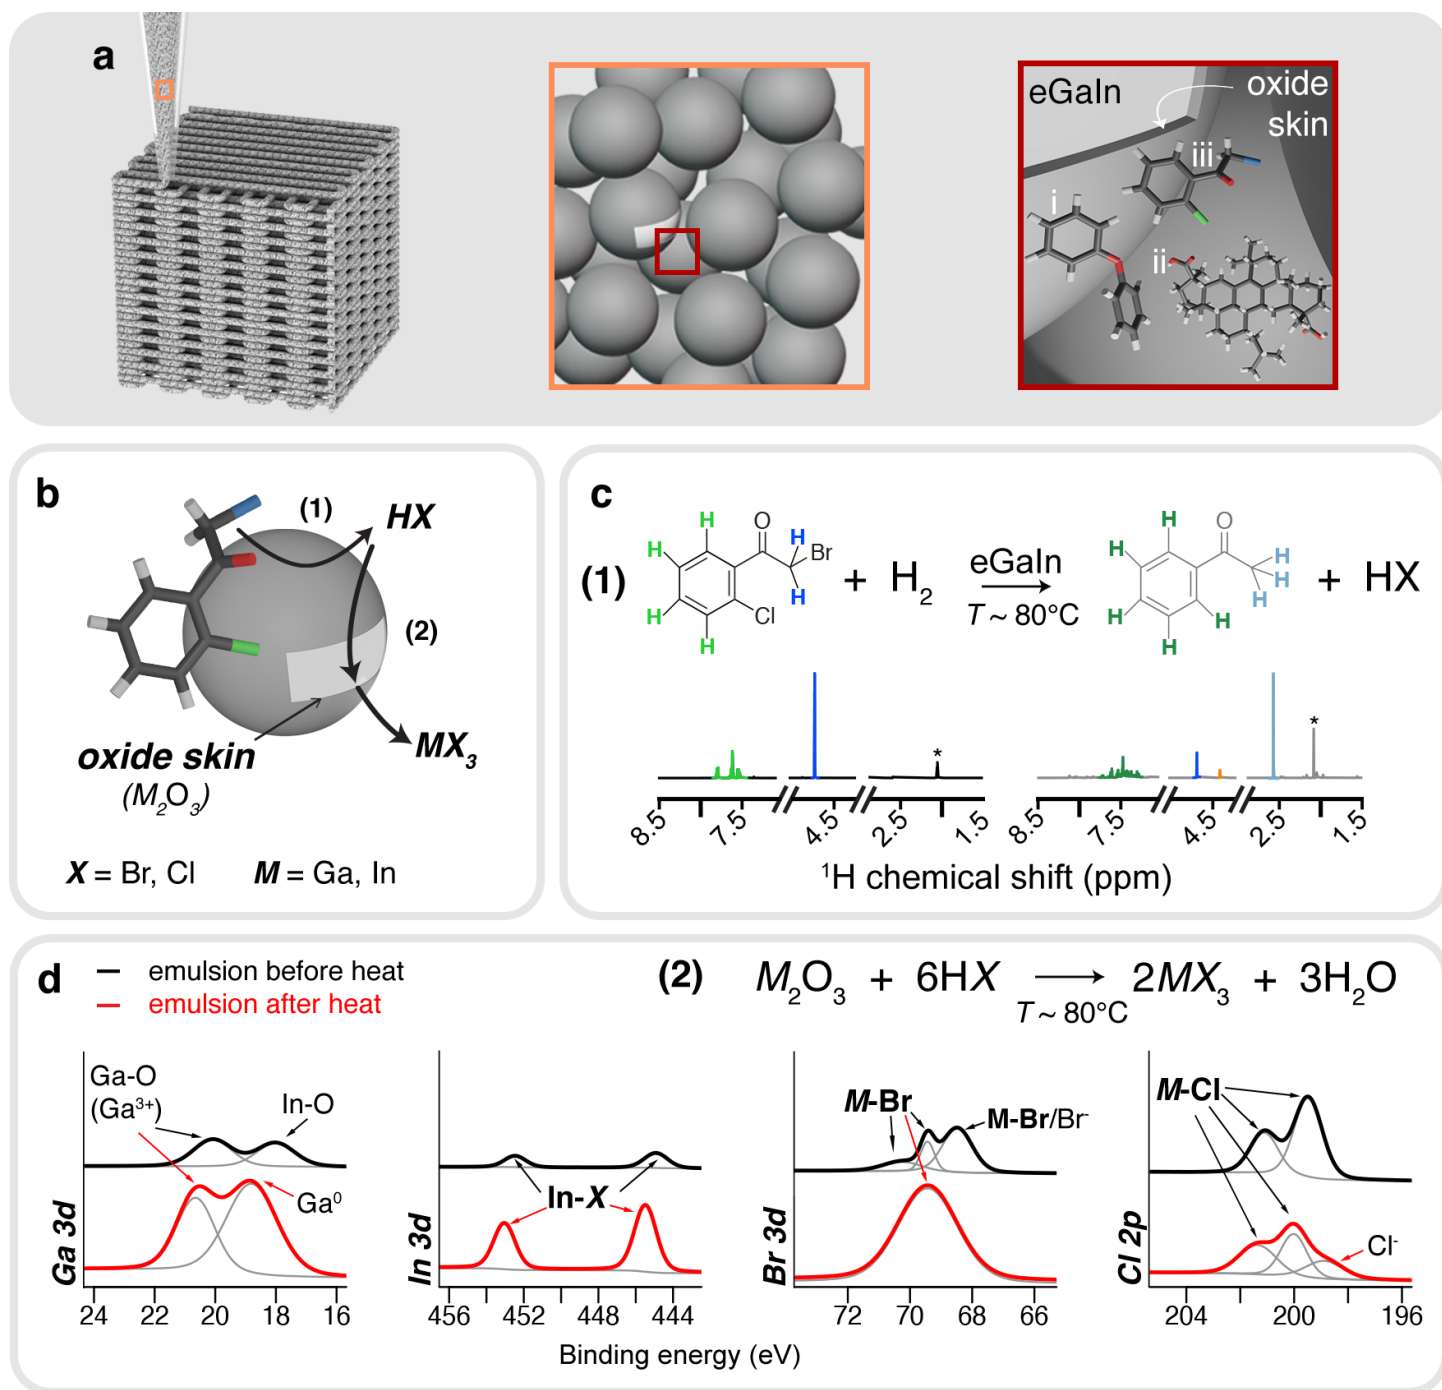 a
eGaIn
oxide
skin
i
ii
iii
b
(1)
HX
(2)
MX₃
oxide skin
(M₂O₃)
X = Br, Cl
M = Ga, In
c
(1)
H
H
H
H
O
H
Br
H
Cl
+ H₂
eGaIn
T ~ 80°C
H
H
H
H
H
O
H
H
H
+ HX
*
*
8.5
7.5
4.5
2.5
1.5
8.5
7.5
4.5
2.5
1.5
¹H chemical shift (ppm)
d
emulsion before heat
emulsion after heat
(2) M₂O₃ + 6HX
T ~ 80°C
2MX₃ + 3H₂O
Ga-O
(Ga³⁺)
In-O
Ga⁰
Ga 3d
24 22 20 18 16
In-X
In 3d
456 452 448 444
M-Br
M-Br/Br⁻
Br 3d
72 70 68 66
M-Cl
Cl⁻
Cl 2p
204 200 196
Binding energy (eV)